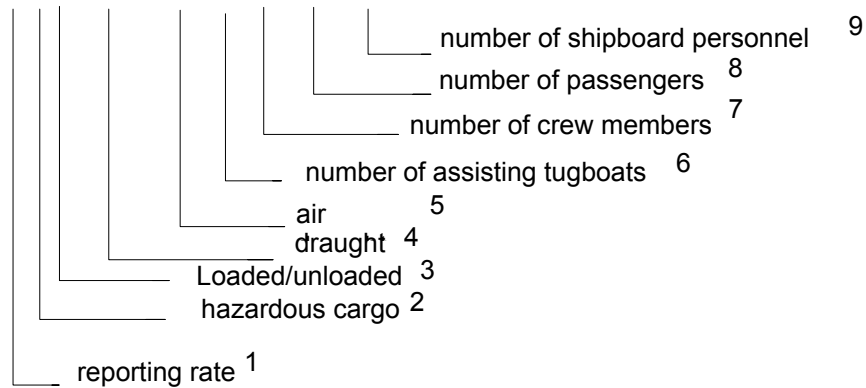 number of shipboard personnel 9
number of passengers 8
number of crew members 7
number of assisting tugboats 6
air 5
draught 4
Loaded/unloaded 3
hazardous cargo 2
reporting rate 1